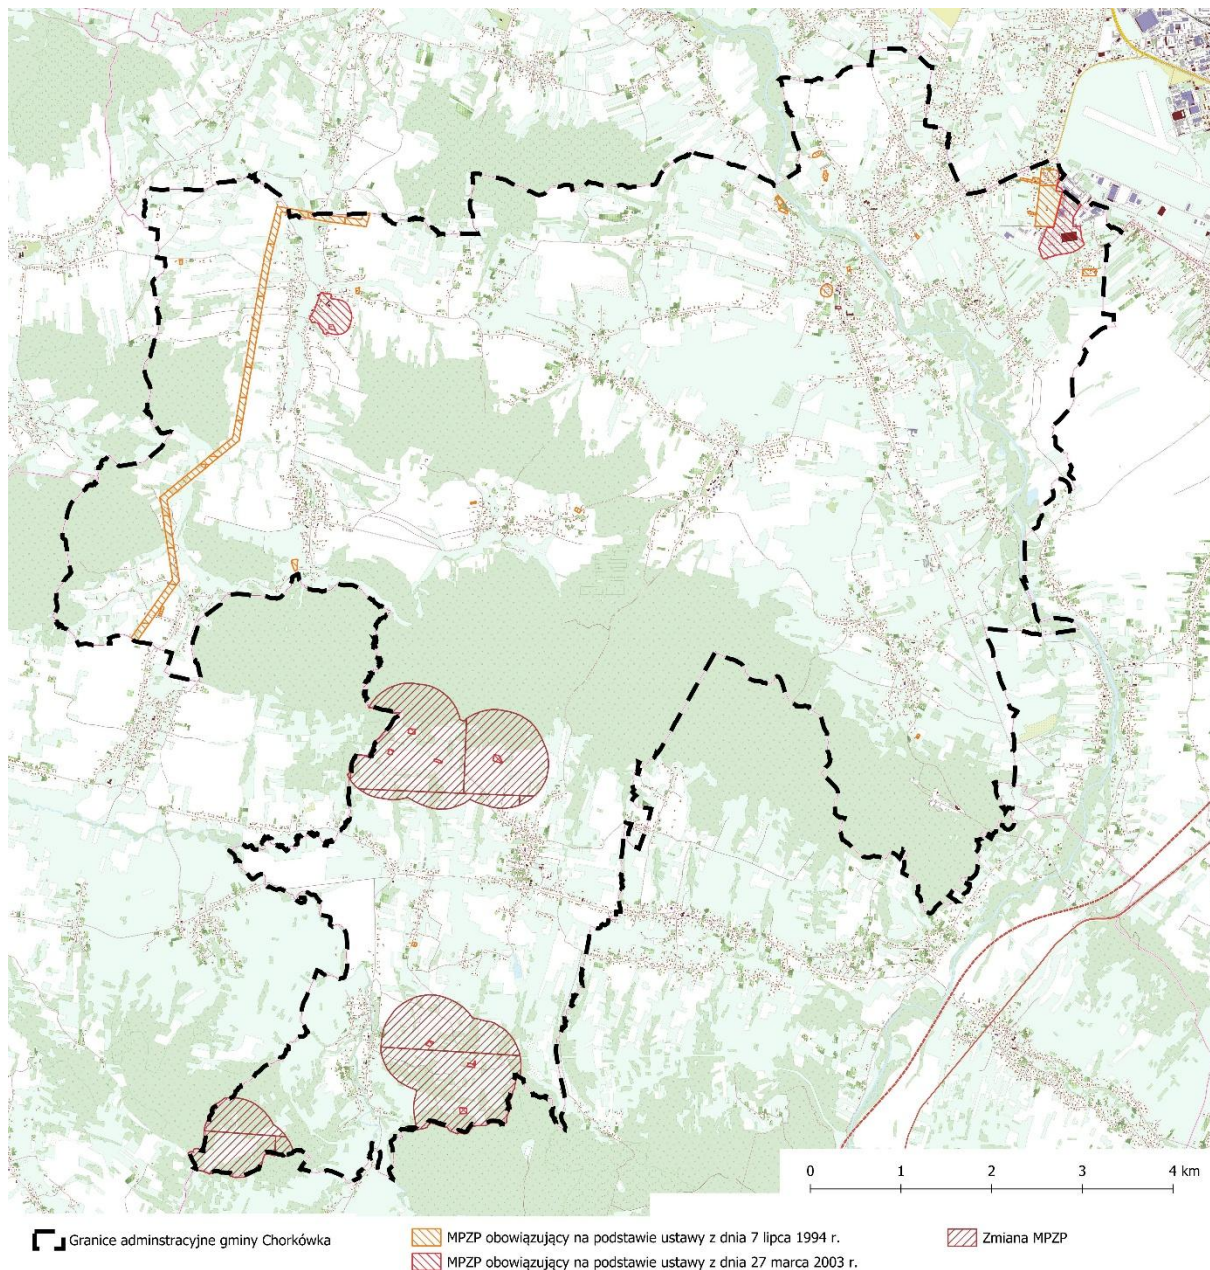 0 1 2 3 4 km
Granice adminstracyjne gminy Chorkówka
MPZP obowiązujący na podstawie ustawy z dnia 7 lipca 1994 r.
Zmiana MPZP
MPZP obowiązujący na podstawie ustawy z dnia 27 marca 2003 r.